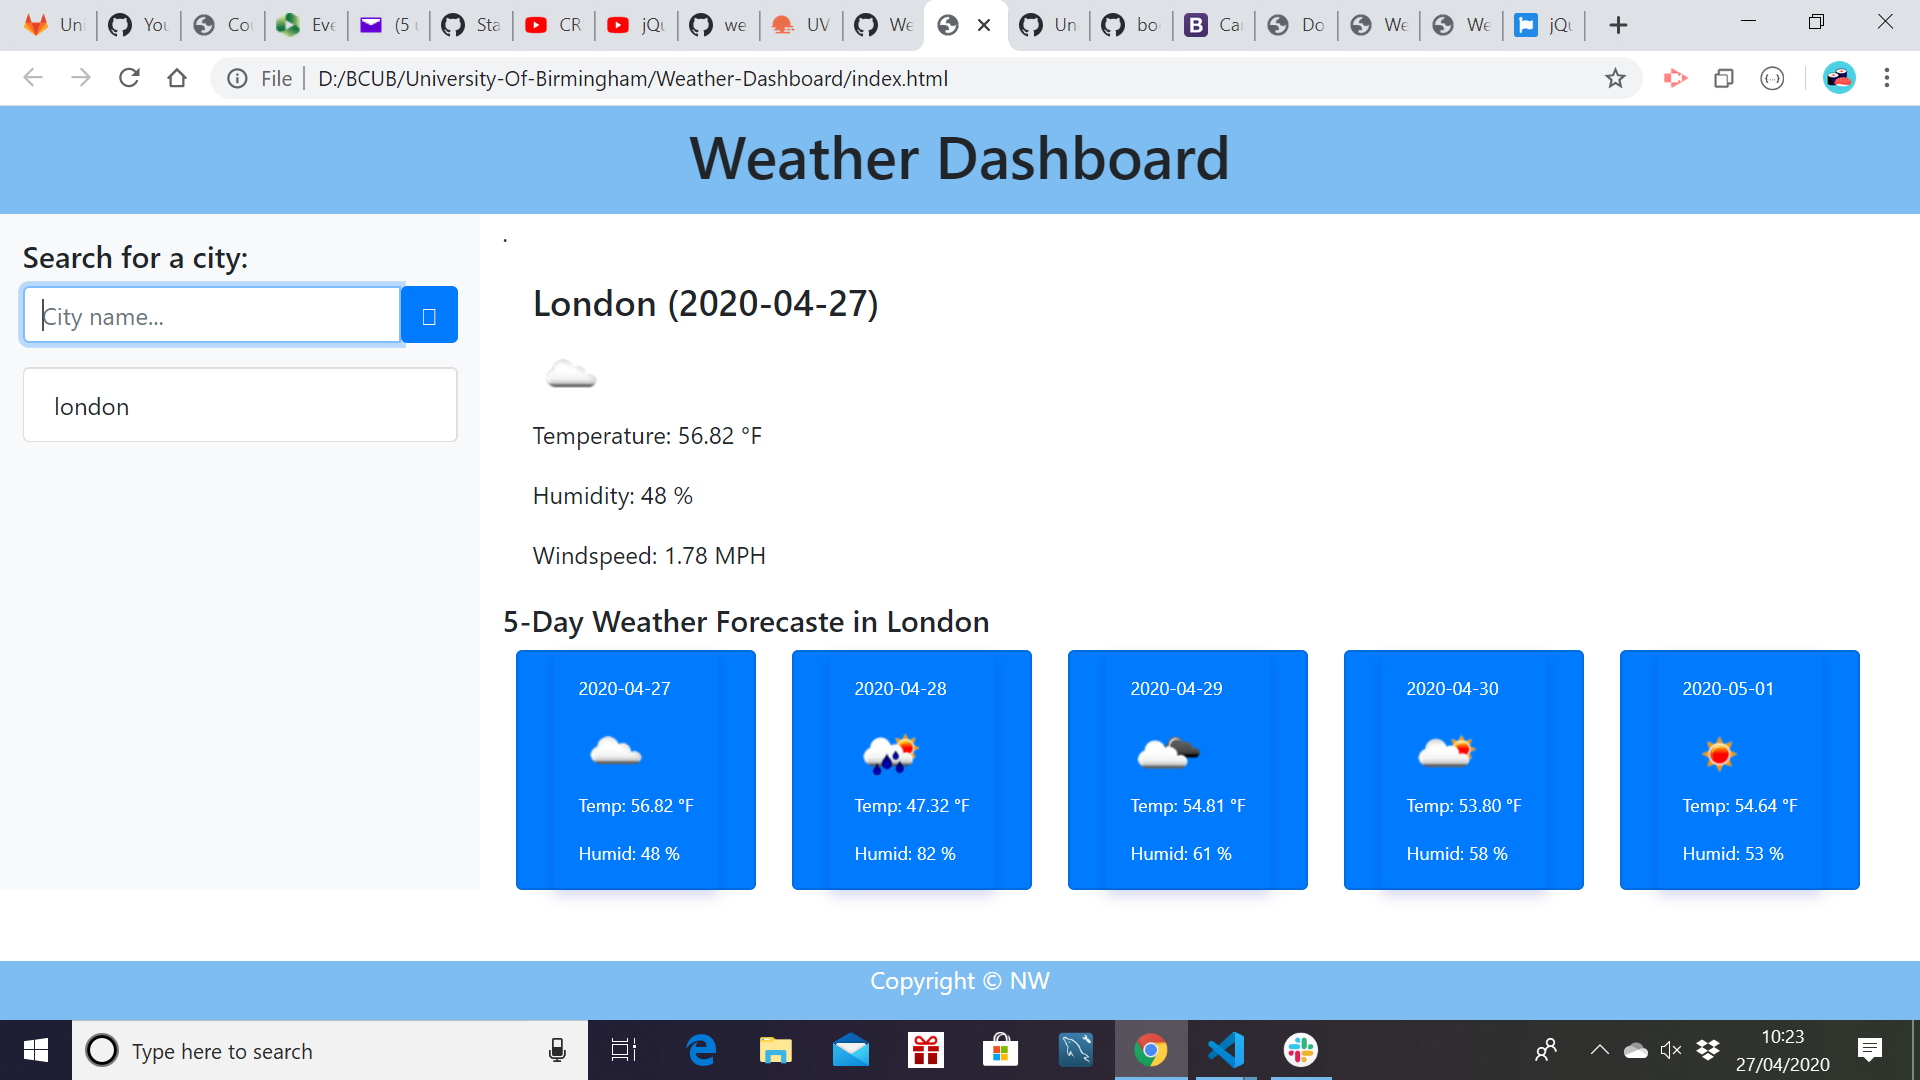 Uni
You
Co
Eve
(5 u
Sta
CR
jQu
we
UV
We
Un
bo
Ca
Do
We
We
jQu
File
D:/BCUB/University-Of-Birmingham/Weather-Dashboard/index.html
Weather Dashboard
Search for a city:
City name...
london
.
London (2020-04-27)
Temperature: 56.82 °F
Humidity: 48 %
Windspeed: 1.78 MPH
5-Day Weather Forecaste in London
2020-04-27
Temp: 56.82 °F
Humid: 48 %
2020-04-28
Temp: 47.32 °F
Humid: 82 %
2020-04-29
Temp: 54.81 °F
Humid: 61 %
2020-04-30
Temp: 53.80 °F
Humid: 58 %
2020-05-01
Temp: 54.64 °F
Humid: 53 %
Copyright © NW
Type here to search
10:23
27/04/2020